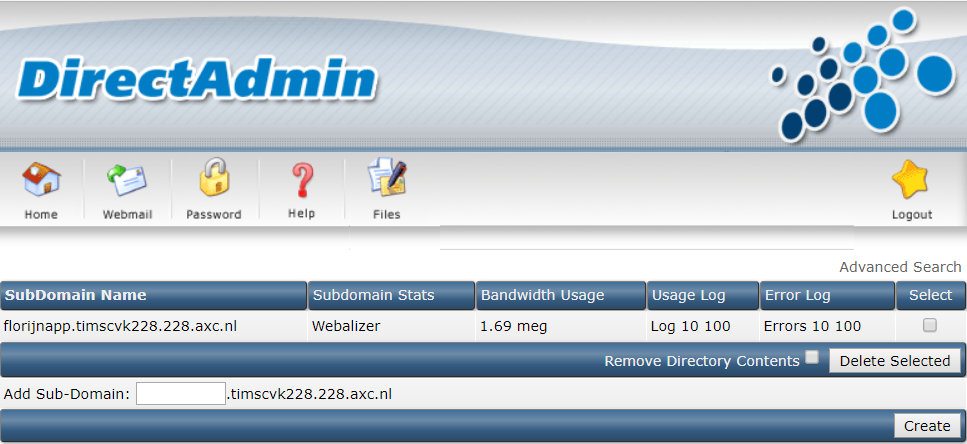 DirectAdmin
Home Webmail Password Help Files Logout
Advanced Search
SubDomain Name Subdomain Stats Bandwidth Usage Usage Log Error Log Select
florijnapp.timscvk228.228.axc.nl Webalizer 1.69 meg Log 10 100 Errors 10 100
Remove Directory Contents Delete Selected
Add Sub-Domain: .timscvk228.228.axc.nl
Create